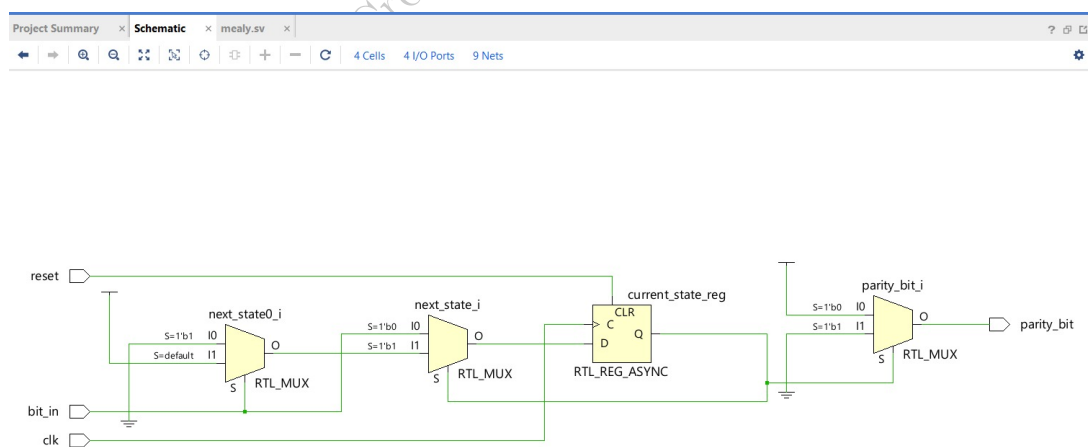 Project Summary × Schematic × mealy.sv ×
4 Cells 4 I/O Ports 9 Nets
reset
next_state0_i
S=1'b1 I0
S=default I1
O
S
RTL_MUX
next_state_i
S=1'b0 I0
S=1'b1 I1
O
S
RTL_MUX
current_state_reg
CLR
C
D
Q
RTL_REG_ASYNC
parity_bit_i
S=1'b0 I0
S=1'b1 I1
O
S
RTL_MUX
parity_bit
bit_in
clk